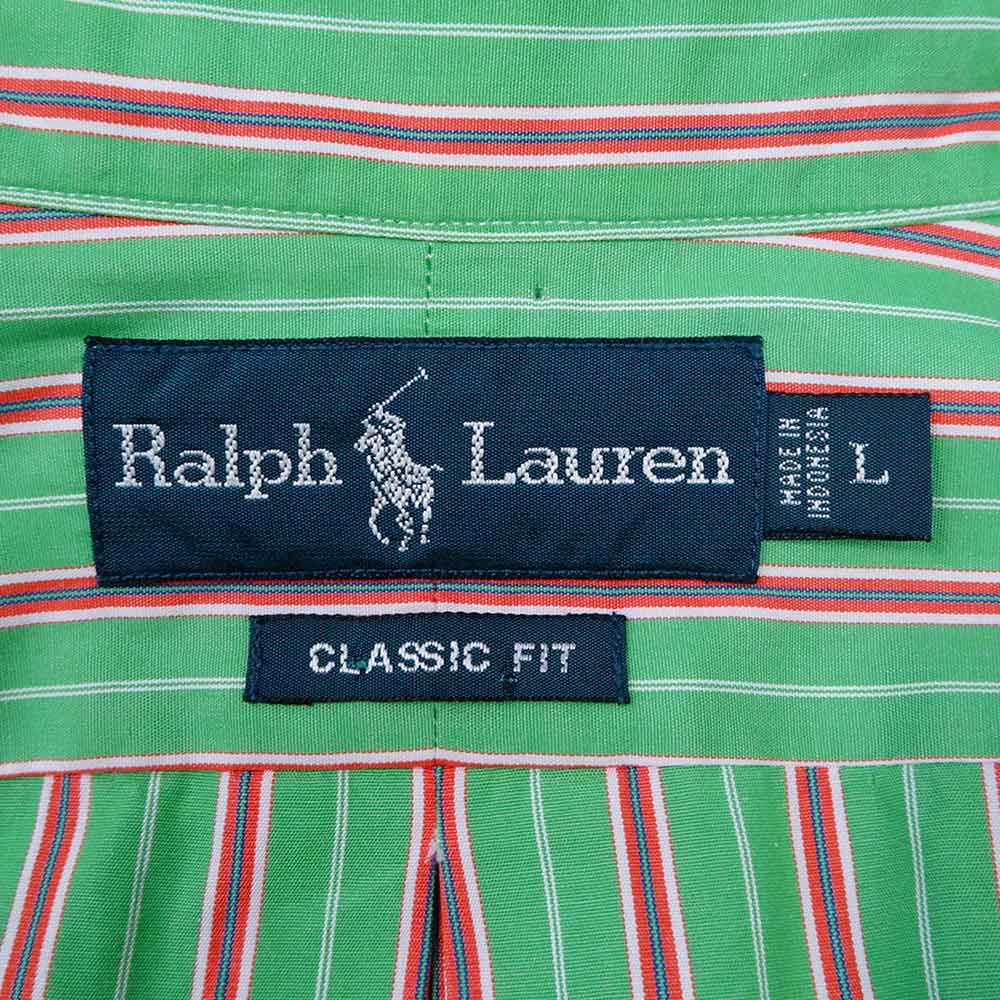 Ralph Lauren
MADE IN
INDONESIA
L
CLASSIC FIT